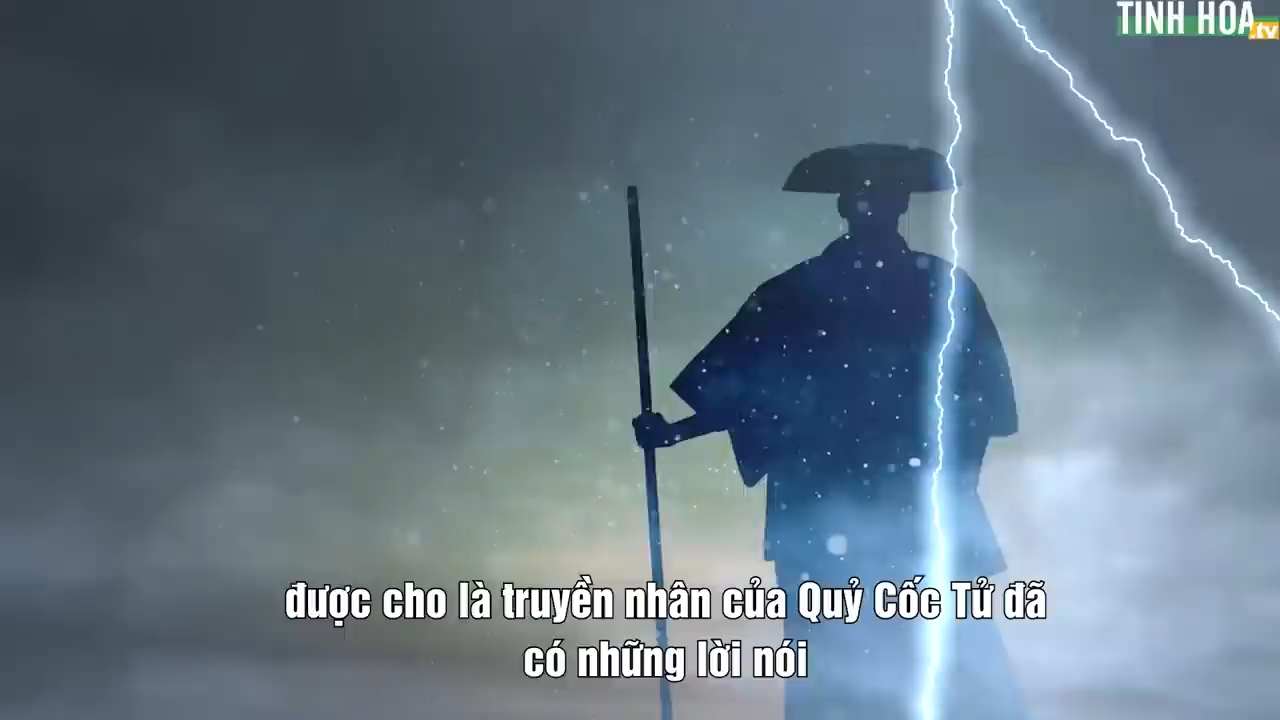 TINH HOA
.tv
được cho là truyền nhân của Quỷ Cốc Tử đã
có những lời nói